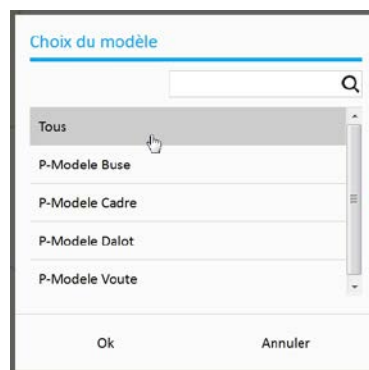 Choix du modèle
Tous
P-Modele Buse
P-Modele Cadre
P-Modele Dalot
P-Modele Voute
Ok Annuler